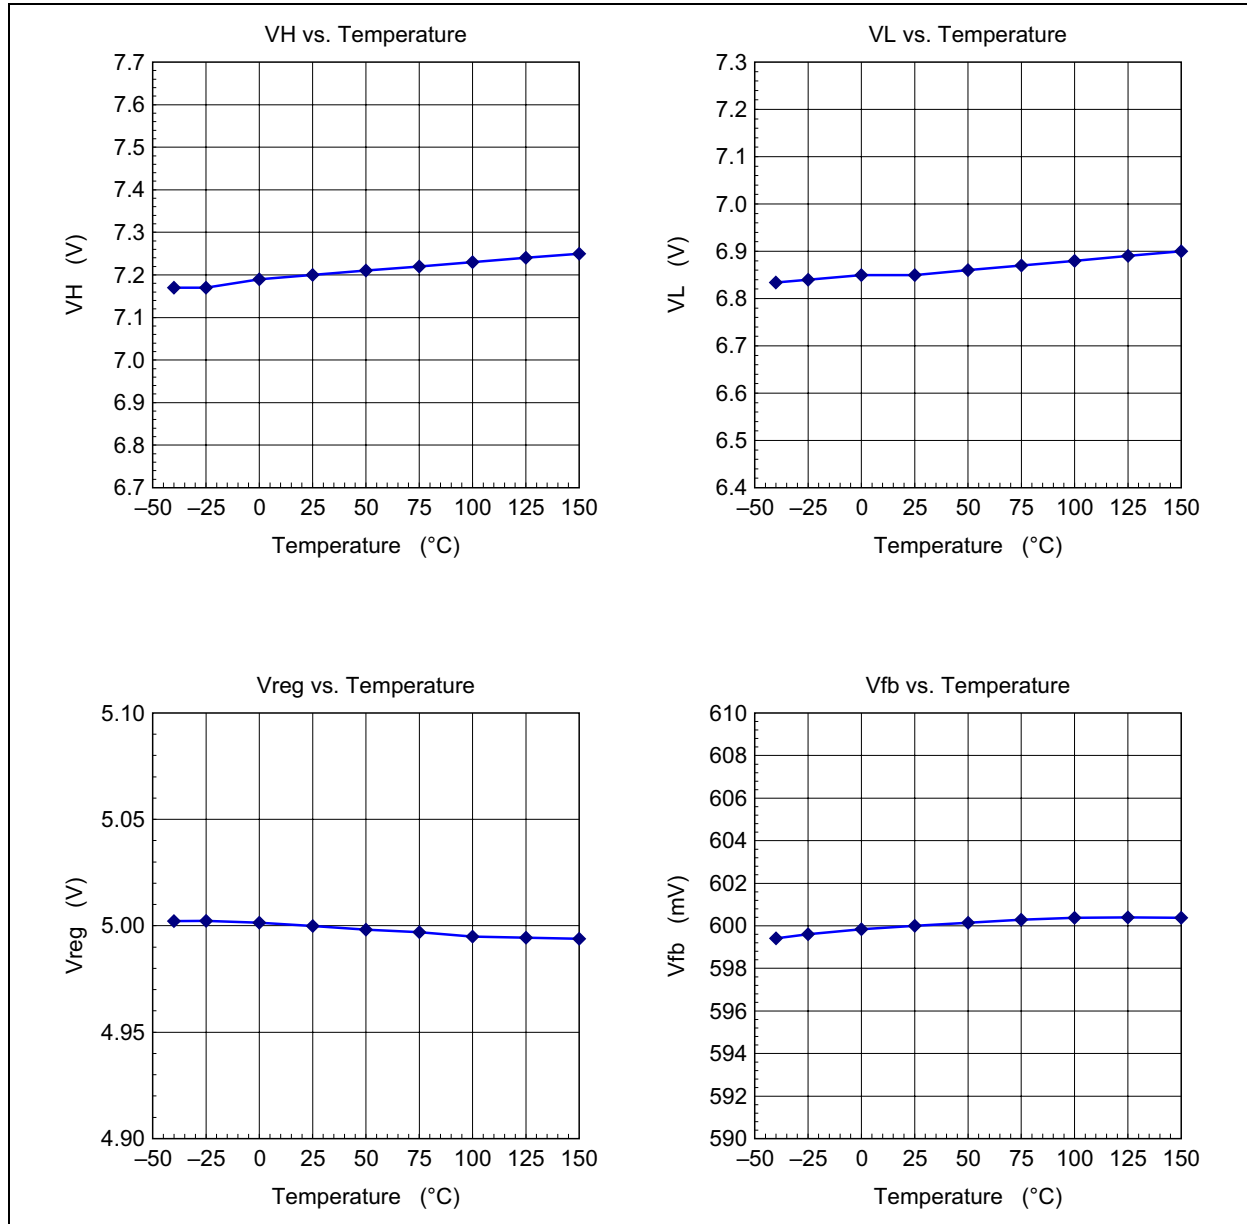 VH vs. Temperature
7.7
7.6
7.5
7.4
7.3
7.2
7.1
7.0
6.9
6.8
6.7
VH (V)
–50 –25 0 25 50 75 100 125 150
Temperature (°C)
VL vs. Temperature
7.3
7.2
7.1
7.0
6.9
6.8
6.7
6.6
6.5
6.4
VL (V)
–50 –25 0 25 50 75 100 125 150
Temperature (°C)
Vreg vs. Temperature
5.10
5.05
5.00
4.95
4.90
Vreg (V)
–50 –25 0 25 50 75 100 125 150
Temperature (°C)
Vfb vs. Temperature
610
608
606
604
602
600
598
596
594
592
590
Vfb (mV)
–50 –25 0 25 50 75 100 125 150
Temperature (°C)